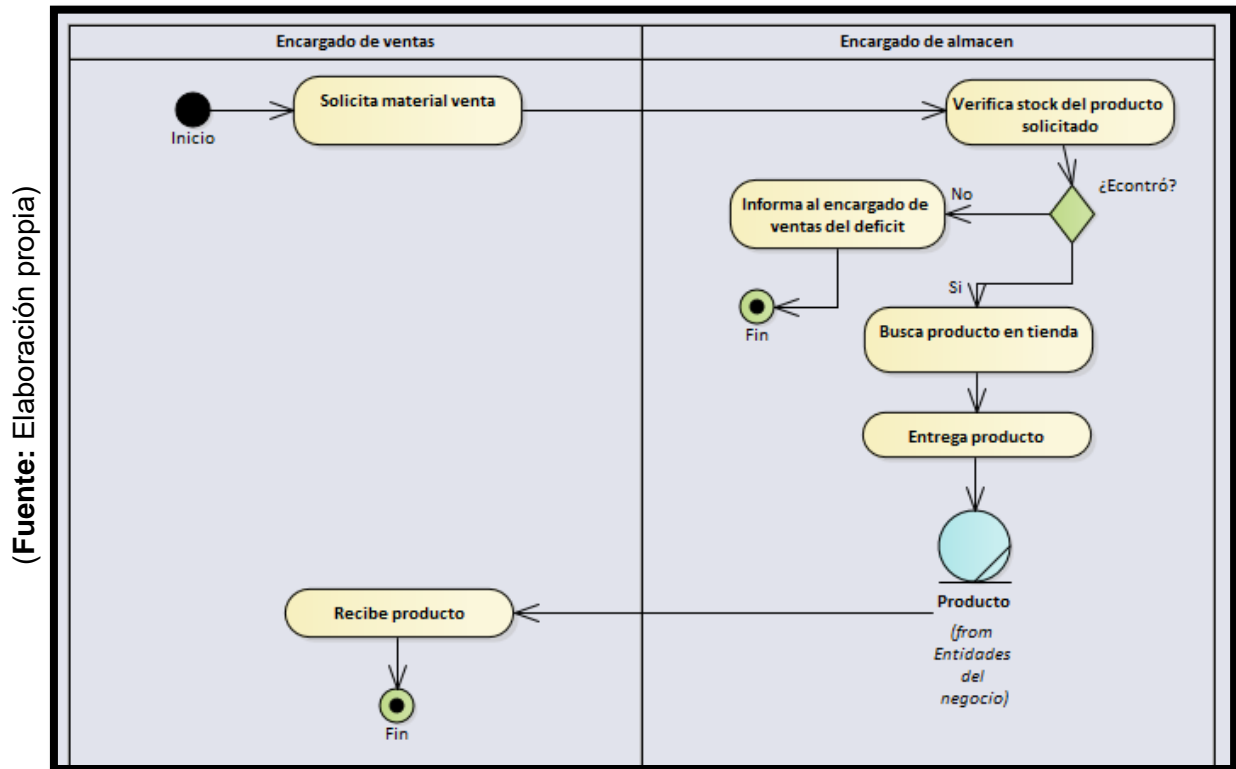 (Fuente: Elaboración propia)
Encargado de ventas
Encargado de almacen
Inicio
Solicita material venta
Verifica stock del producto
solicitado
¿Econtró?
No
Informa al encargado de
ventas del deficit
Fin
Si
Busca producto en tienda
Entrega producto
Producto
(from
Entidades
del
negocio)
Recibe producto
Fin